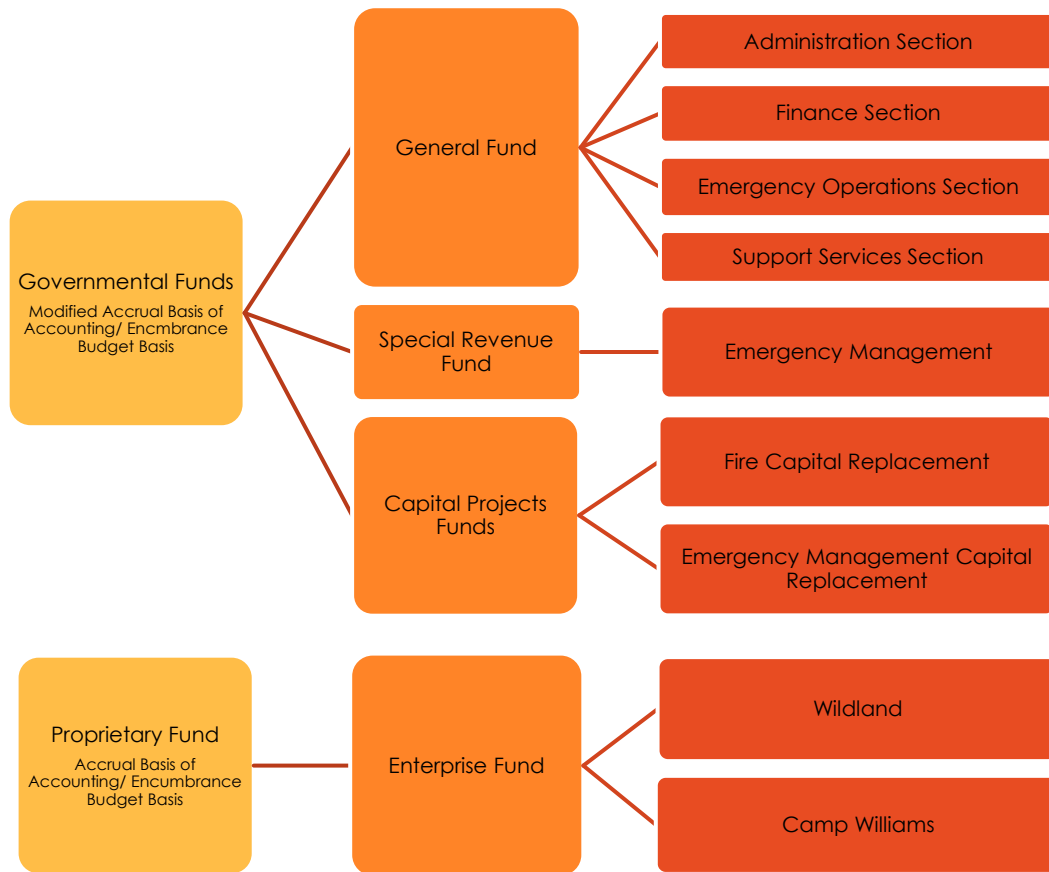 Governmental Funds
Modified Accrual Basis of
Accounting/ Encmbrance
Budget Basis
General Fund
Administration Section
Finance Section
Emergency Operations Section
Support Services Section
Special Revenue
Fund
Emergency Management
Capital Projects
Funds
Fire Capital Replacement
Emergency Management Capital
Replacement
Proprietary Fund
Accrual Basis of
Accounting/ Encumbrance
Budget Basis
Enterprise Fund
Wildland
Camp Williams